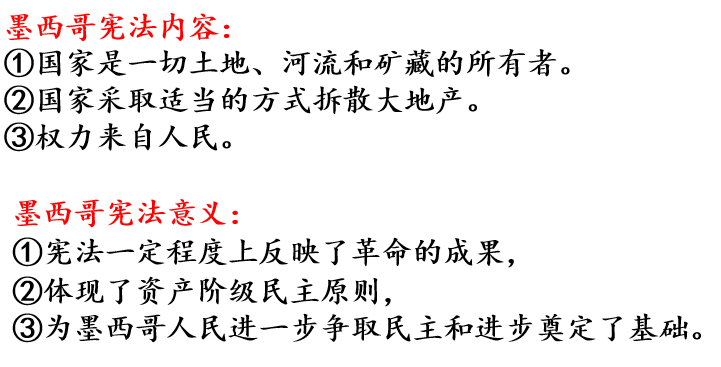 墨西哥宪法内容：
①国家是一切土地、河流和矿藏的所有者。
②国家采取适当的方式拆散大地产。
③权力来自人民。
墨西哥宪法意义：
①宪法一定程度上反映了革命的成果，
②体现了资产阶级民主原则，
③为墨西哥人民进一步争取民主和进步奠定了基础。